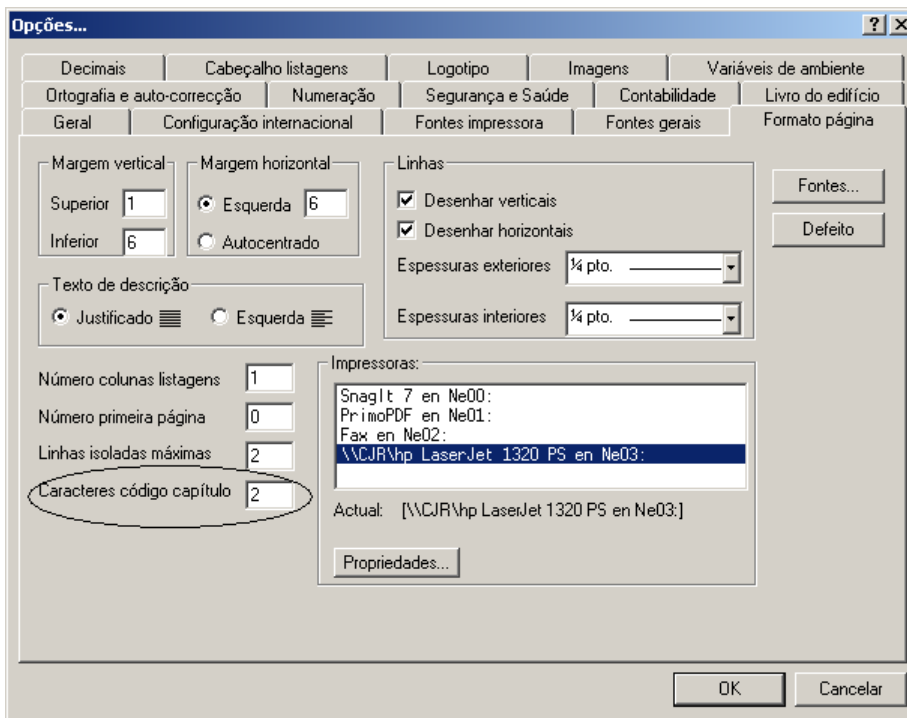 Opções...
Decimais Cabeçalho listagens Logotipo Imagens Variáveis de ambiente
Ortografia e auto-correcção Numeração Segurança e Saúde Contabilidade Livro do edifício
Geral Configuração internacional Fontes impressora Fontes gerais Formato página
Margem vertical
Superior 1
Inferior 6
Margem horizontal
Esquerda 6
Autocentrado
Linhas
Desenhar verticais
Desenhar horizontais
Espessuras exteriores ¼ pto.
Espessuras interiores ¼ pto.
Fontes...
Defeito
Texto de descrição
Justificado Esquerda
Número colunas listagens 1
Número primeira página 0
Linhas isoladas máximas 2
Caracteres código capítulo 2
Impressoras:
SnagIt 7 en Ne00:
PrimoPDF en Ne01:
Fax en Ne02:
\\CJR\hp LaserJet 1320 PS en Ne03:
Actual: [\\CJR\hp LaserJet 1320 PS en Ne03:]
Propriedades...
OK Cancelar